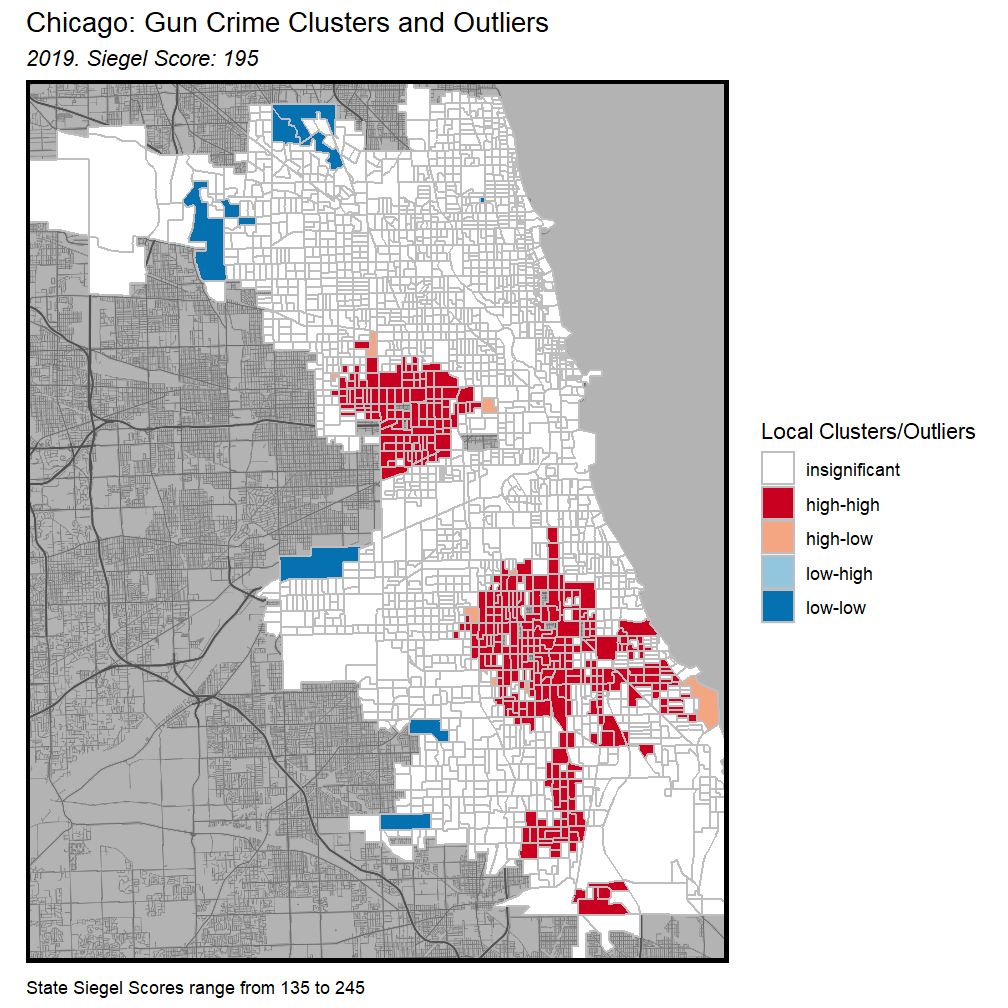 Chicago: Gun Crime Clusters and Outliers
2019. Siegel Score: 195
Local Clusters/Outliers
insignificant
high-high
high-low
low-high
low-low
State Siegel Scores range from 135 to 245